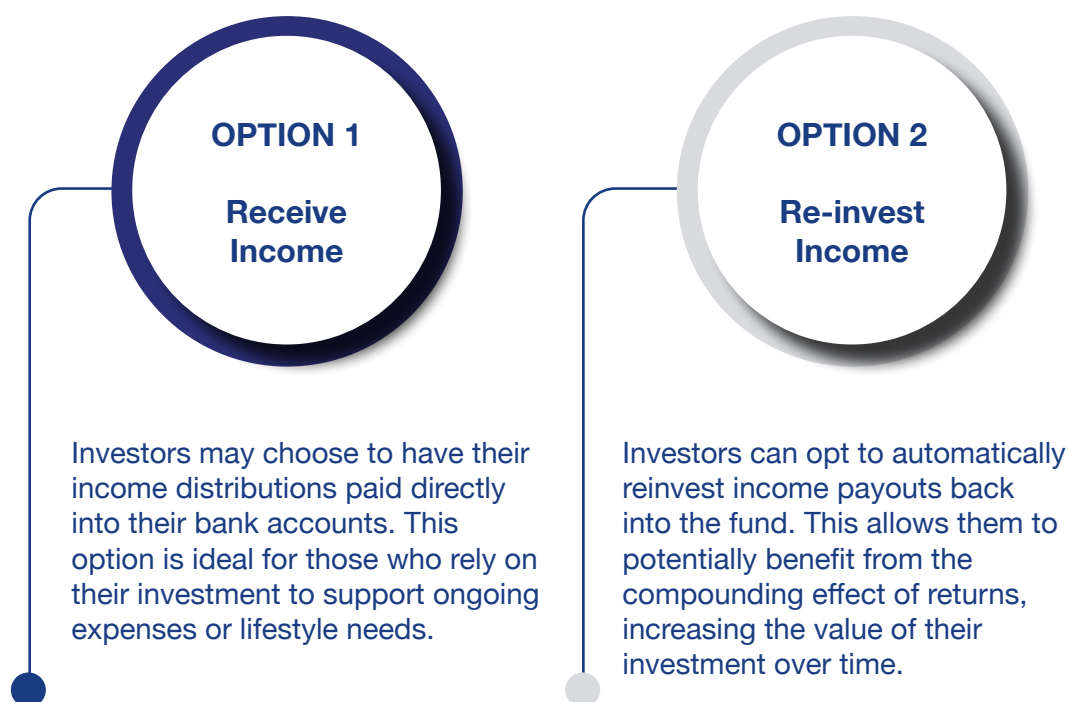 OPTION 1
Receive
Income
Investors may choose to have their
income distributions paid directly
into their bank accounts. This
option is ideal for those who rely on
their investment to support ongoing
expenses or lifestyle needs.
OPTION 2
Re-invest
Income
Investors can opt to automatically
reinvest income payouts back
into the fund. This allows them to
potentially benefit from the
compounding effect of returns,
increasing the value of their
investment over time.